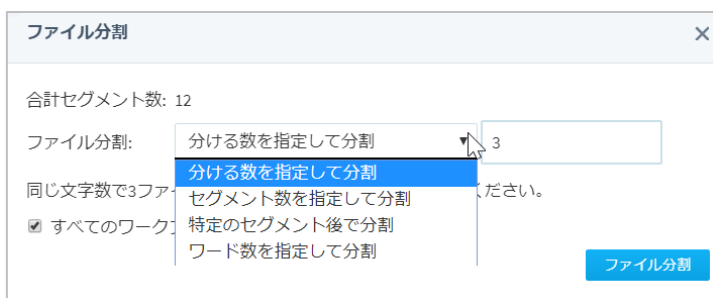 ファイル分割
合計セグメント数: 12
ファイル分割: 分ける数を指定して分割 3
分ける数を指定して分割
セグメント数を指定して分割
特定のセグメント後で分割
ワード数を指定して分割
同じ文字数で3ファ ください。
すべてのワーク
ファイル分割